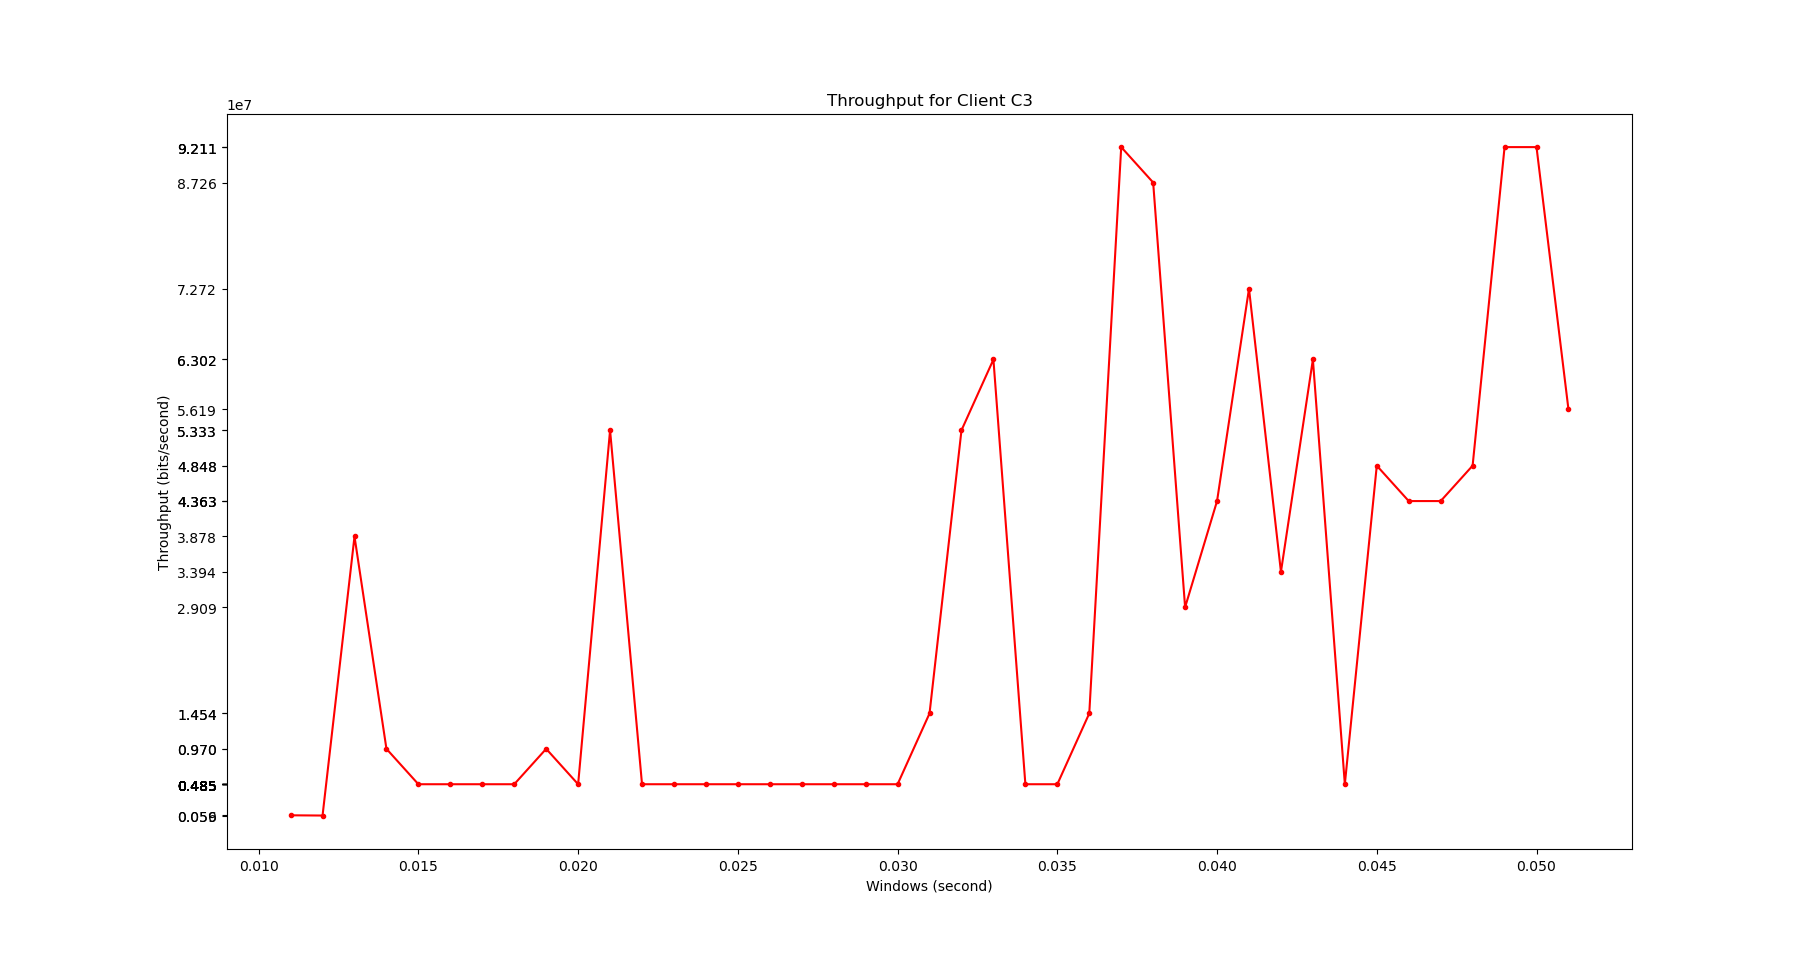 Throughput for Client C3
1e7
9.211
8.726
7.272
6.302
5.619
5.333
4.848
4.363
3.878
3.394
2.909
1.454
0.970
0.485
Throughput (bits/second)
0.010 0.015 0.020 0.025 0.030 0.035 0.040 0.045 0.050
Windows (second)